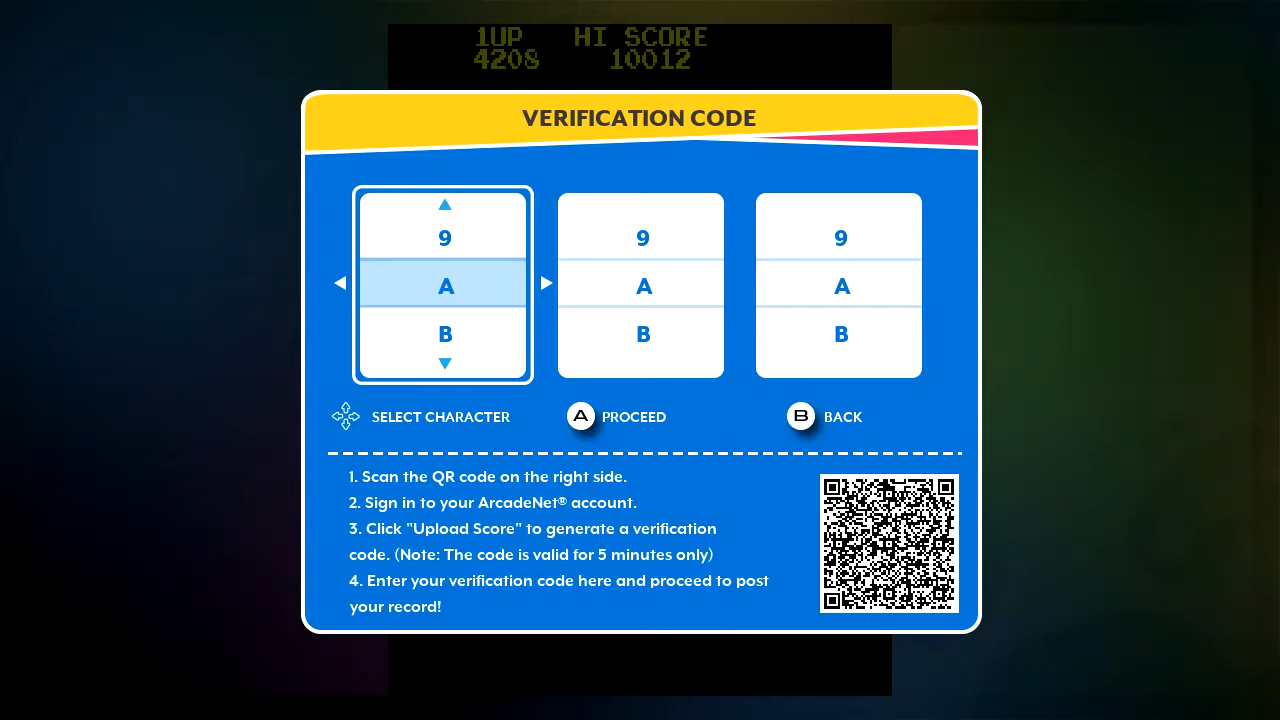 1UP HI SCORE
4208 10012
VERIFICATION CODE
9 9 9
A A A
B B B
SELECT CHARACTER A PROCEED B BACK
1. Scan the QR code on the right side.
2. Sign in to your ArcadeNet® account.
3. Click "Upload Score" to generate a verification
code. (Note: The code is valid for 5 minutes only)
4. Enter your verification code here and proceed to post
your record!